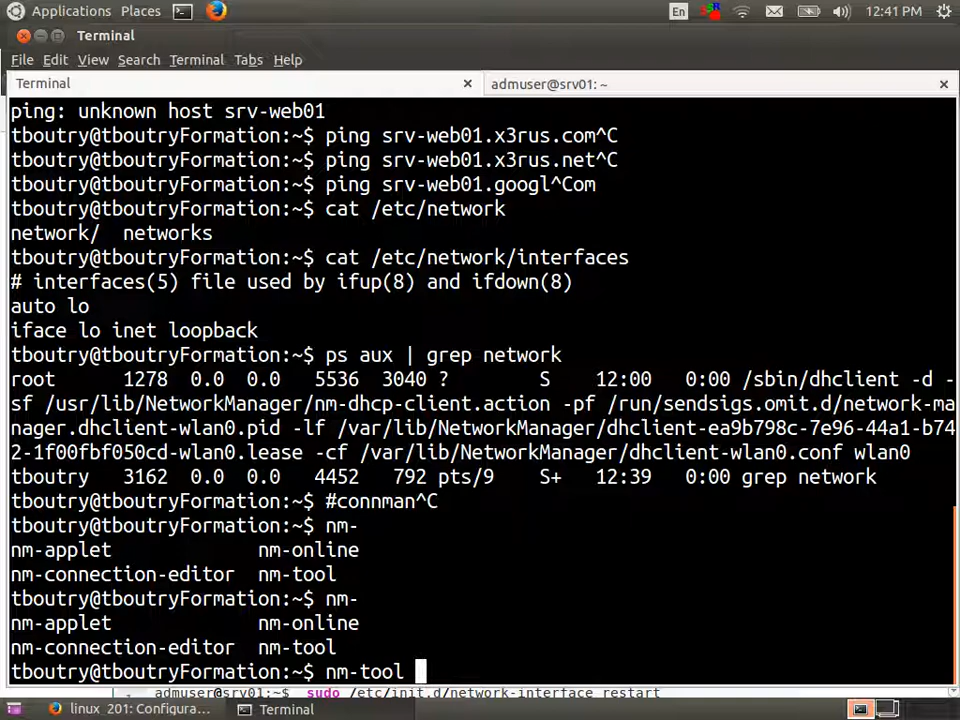 Applications Places En 12:41 PM
Terminal
File Edit View Search Terminal Tabs Help
Terminal × admuser@srv01: ~ ×
ping: unknown host srv-web01
tboutry@tboutryFormation:~$ ping srv-web01.x3rus.com^C
tboutry@tboutryFormation:~$ ping srv-web01.x3rus.net^C
tboutry@tboutryFormation:~$ ping srv-web01.googl^Com
tboutry@tboutryFormation:~$ cat /etc/network
network/  networks
tboutry@tboutryFormation:~$ cat /etc/network/interfaces
# interfaces(5) file used by ifup(8) and ifdown(8)
auto lo
iface lo inet loopback
tboutry@tboutryFormation:~$ ps aux | grep network
root      1278  0.0  0.0   5536  3040 ?        S    12:00   0:00 /sbin/dhclient -d -
sf /usr/lib/NetworkManager/nm-dhcp-client.action -pf /run/sendsigs.omit.d/network-ma
nager.dhclient-wlan0.pid -lf /var/lib/NetworkManager/dhclient-ea9b798c-7e96-44a1-b74
2-1f00fbf050cd-wlan0.lease -cf /var/lib/NetworkManager/dhclient-wlan0.conf wlan0
tboutry   3162  0.0  0.0   4452   792 pts/9    S+   12:39   0:00 grep network
tboutry@tboutryFormation:~$ #connman^C
tboutry@tboutryFormation:~$ nm-
nm-applet             nm-online
nm-connection-editor  nm-tool
tboutry@tboutryFormation:~$ nm-
nm-applet             nm-online
nm-connection-editor  nm-tool
tboutry@tboutryFormation:~$ nm-tool
admuser@srv01:~$ sudo /etc/init.d/network-interface restart
linux 201: Configura... Terminal